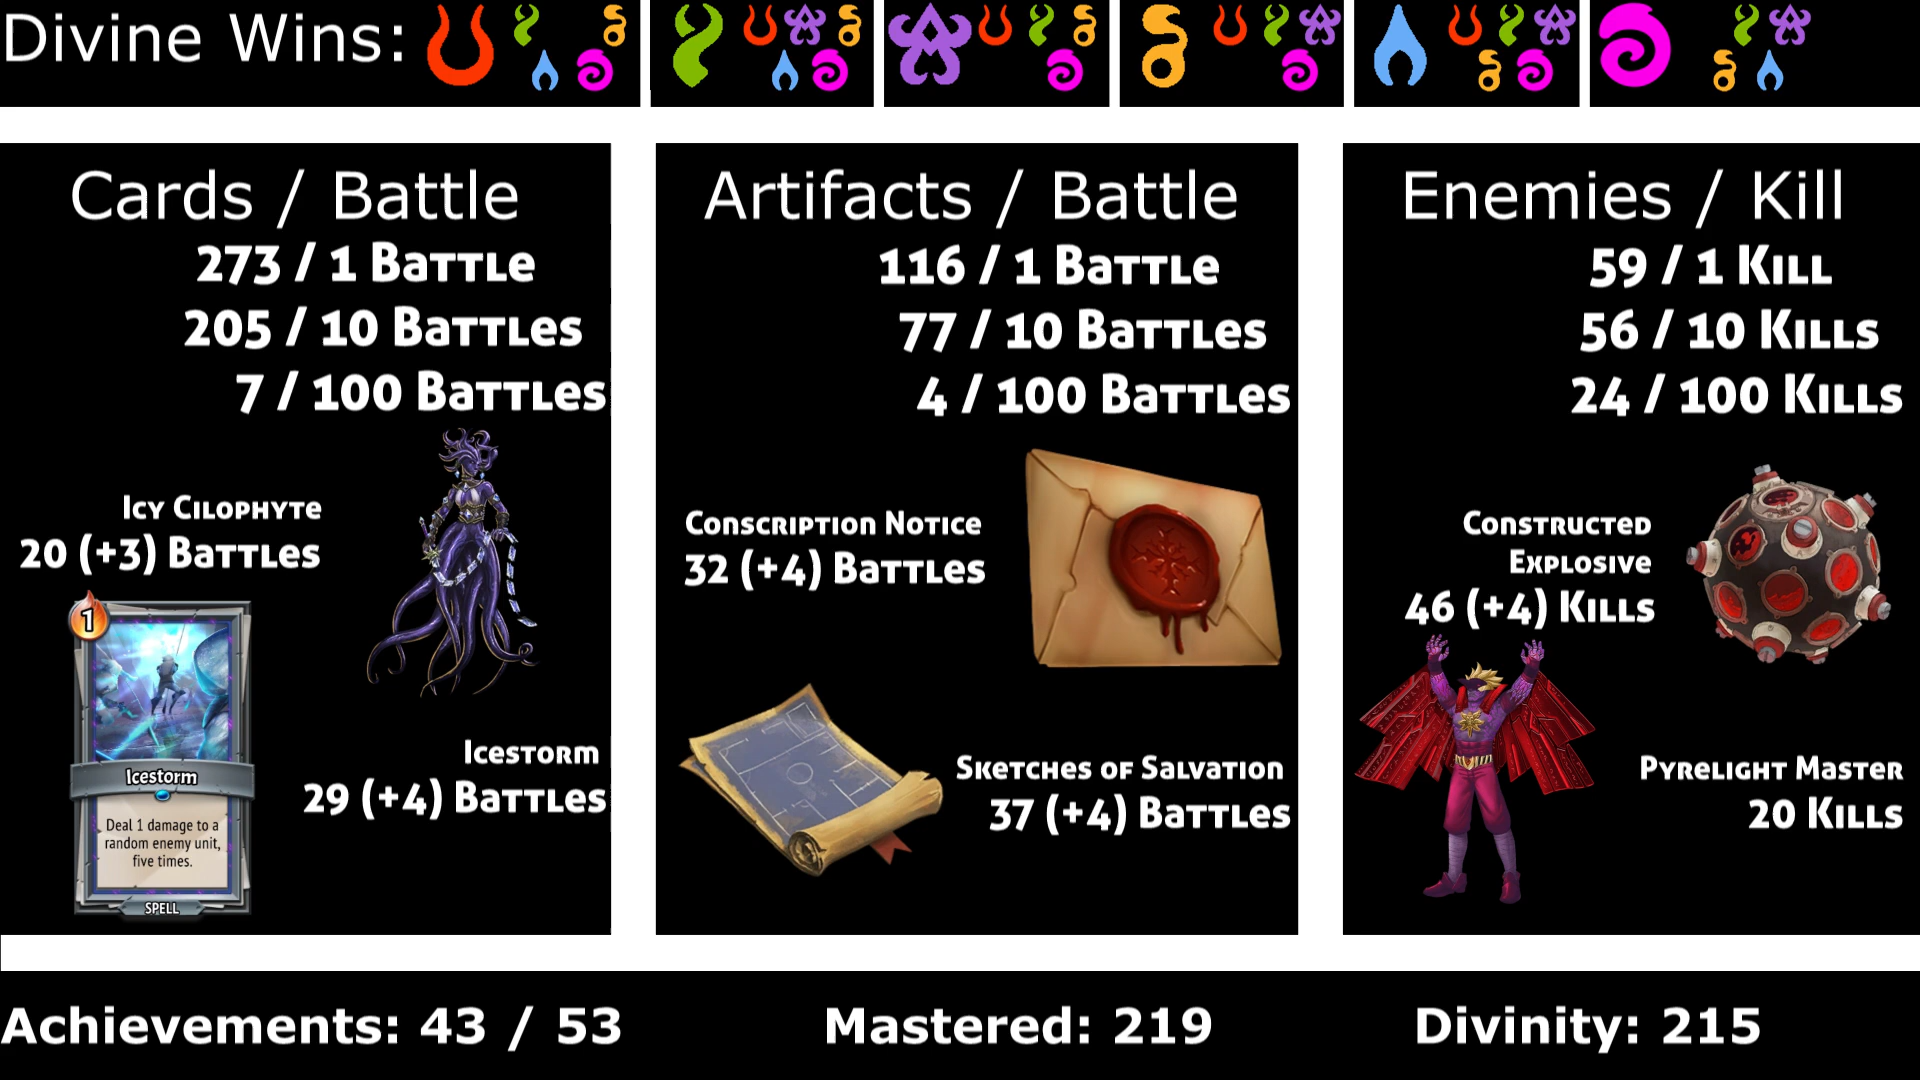 Divine Wins:
Cards / Battle
273 / 1 Battle
205 / 10 Battles
7 / 100 Battles
Icy Cilophyte
20 (+3) Battles
1
Icestorm
Deal 1 damage to a
random enemy unit,
five times.
SPELL
Icestorm
29 (+4) Battles
Artifacts / Battle
116 / 1 Battle
77 / 10 Battles
4 / 100 Battles
Conscription Notice
32 (+4) Battles
Sketches of Salvation
37 (+4) Battles
Enemies / Kill
59 / 1 Kill
56 / 10 Kills
24 / 100 Kills
Constructed
Explosive
46 (+4) Kills
Pyrelight Master
20 Kills
Achievements: 43 / 53
Mastered: 219
Divinity: 215